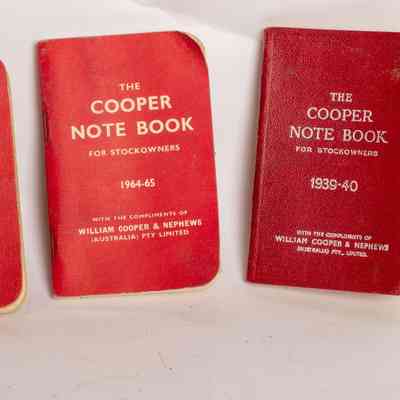 THE
COOPER
NOTE BOOK
FOR STOCKOWNERS
1964-65
WITH THE COMPLIMENTS OF
WILLIAM COOPER & NEPHEWS
(AUSTRALIA) PTY LIMITED
THE
COOPER
NOTE BOOK
FOR STOCKOWNERS
1939-40
WITH THE COMPLIMENTS OF
WILLIAM COOPER & NEPHEWS
(AUSTRALIA) PTY., LIMITED.